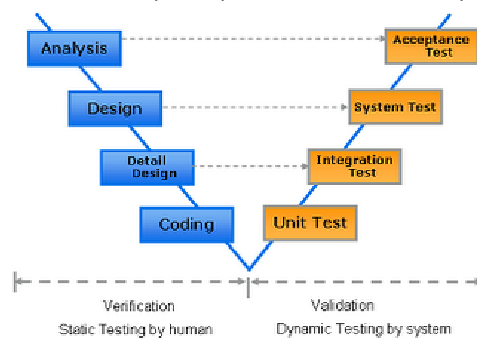 Analysis
Acceptance
Test
Design
System Test
Detail
Design
Integration
Test
Coding
Unit Test
Verification
Validation
Static Testing by human
Dynamic Testing by system